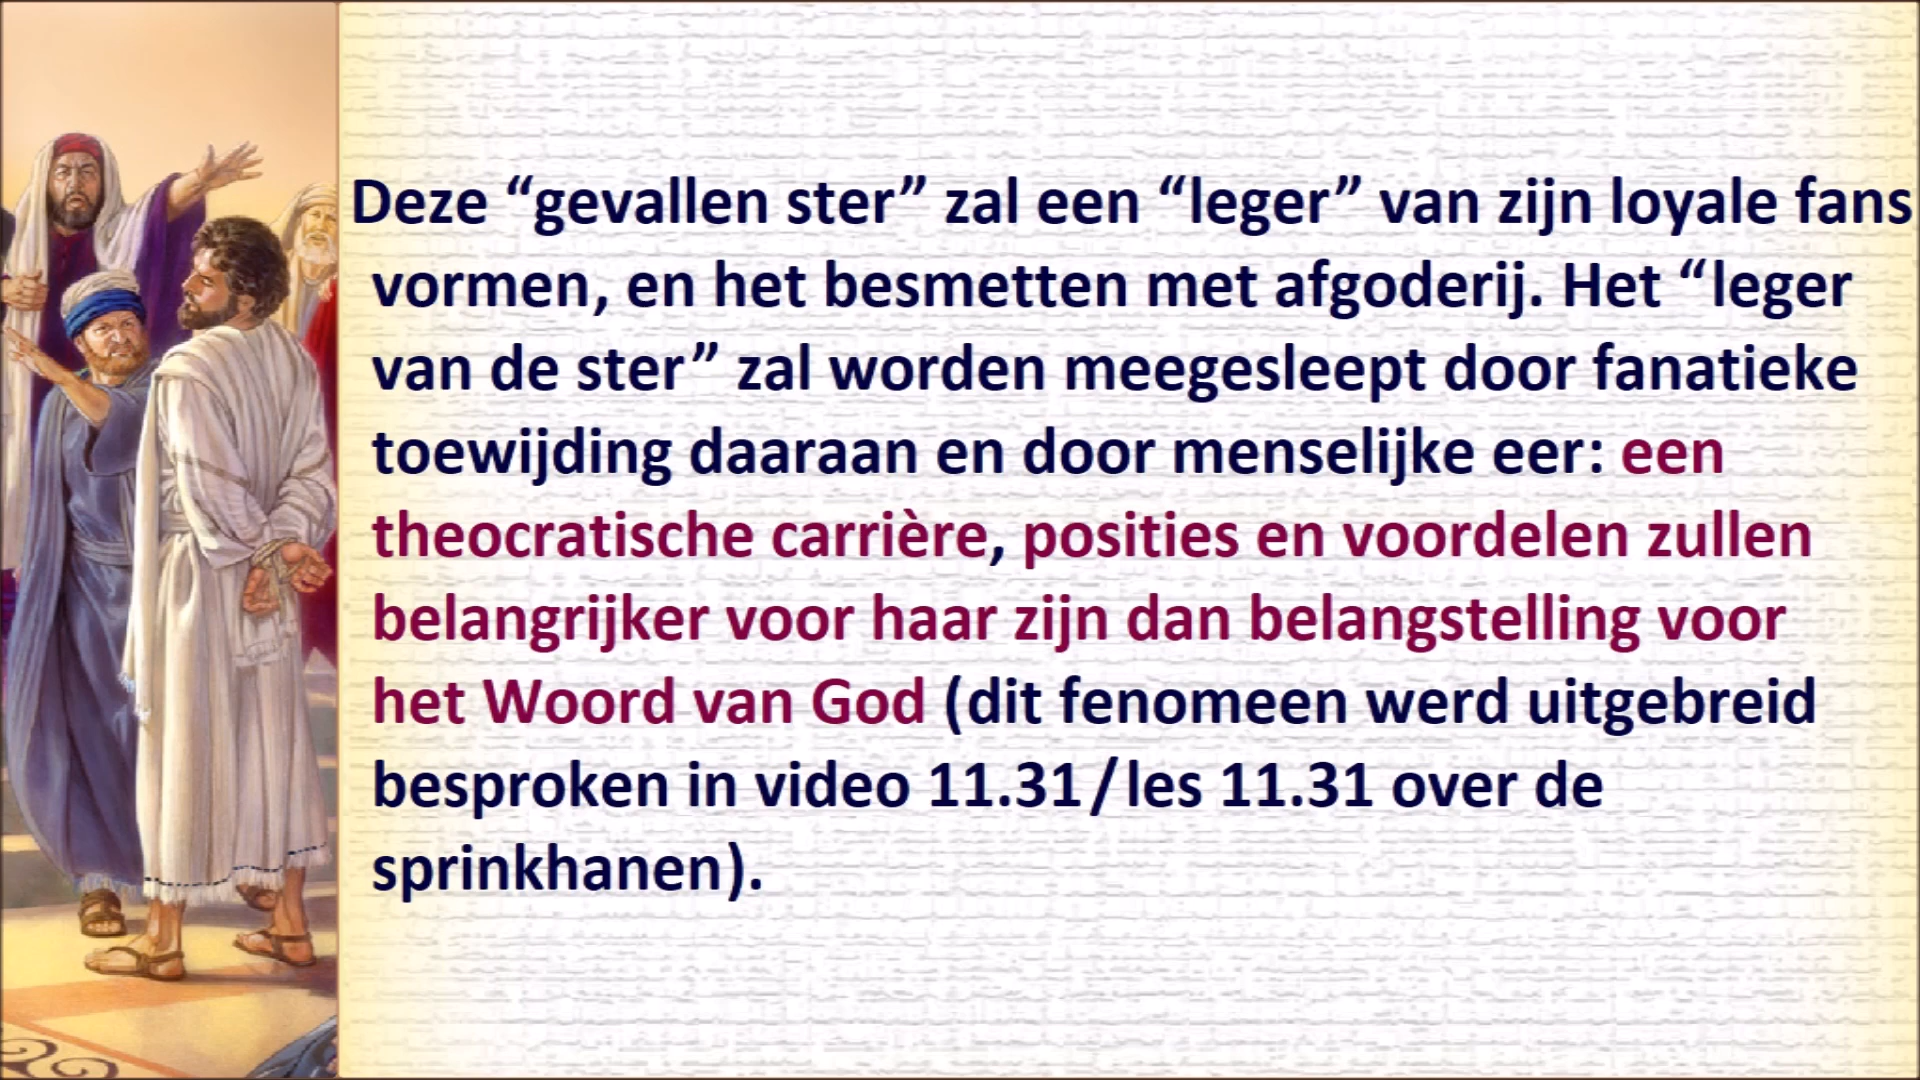 Deze “gevallen ster” zal een “leger” van zijn loyale fans
vormen, en het besmetten met afgoderij. Het “leger
van de ster” zal worden meegesleept door fanatieke
toewijding daaraan en door menselijke eer: een
theocratische carrière, posities en voordelen zullen
belangrijker voor haar zijn dan belangstelling voor
het Woord van God (dit fenomeen werd uitgebreid
besproken in video 11.31/les 11.31 over de
sprinkhanen).